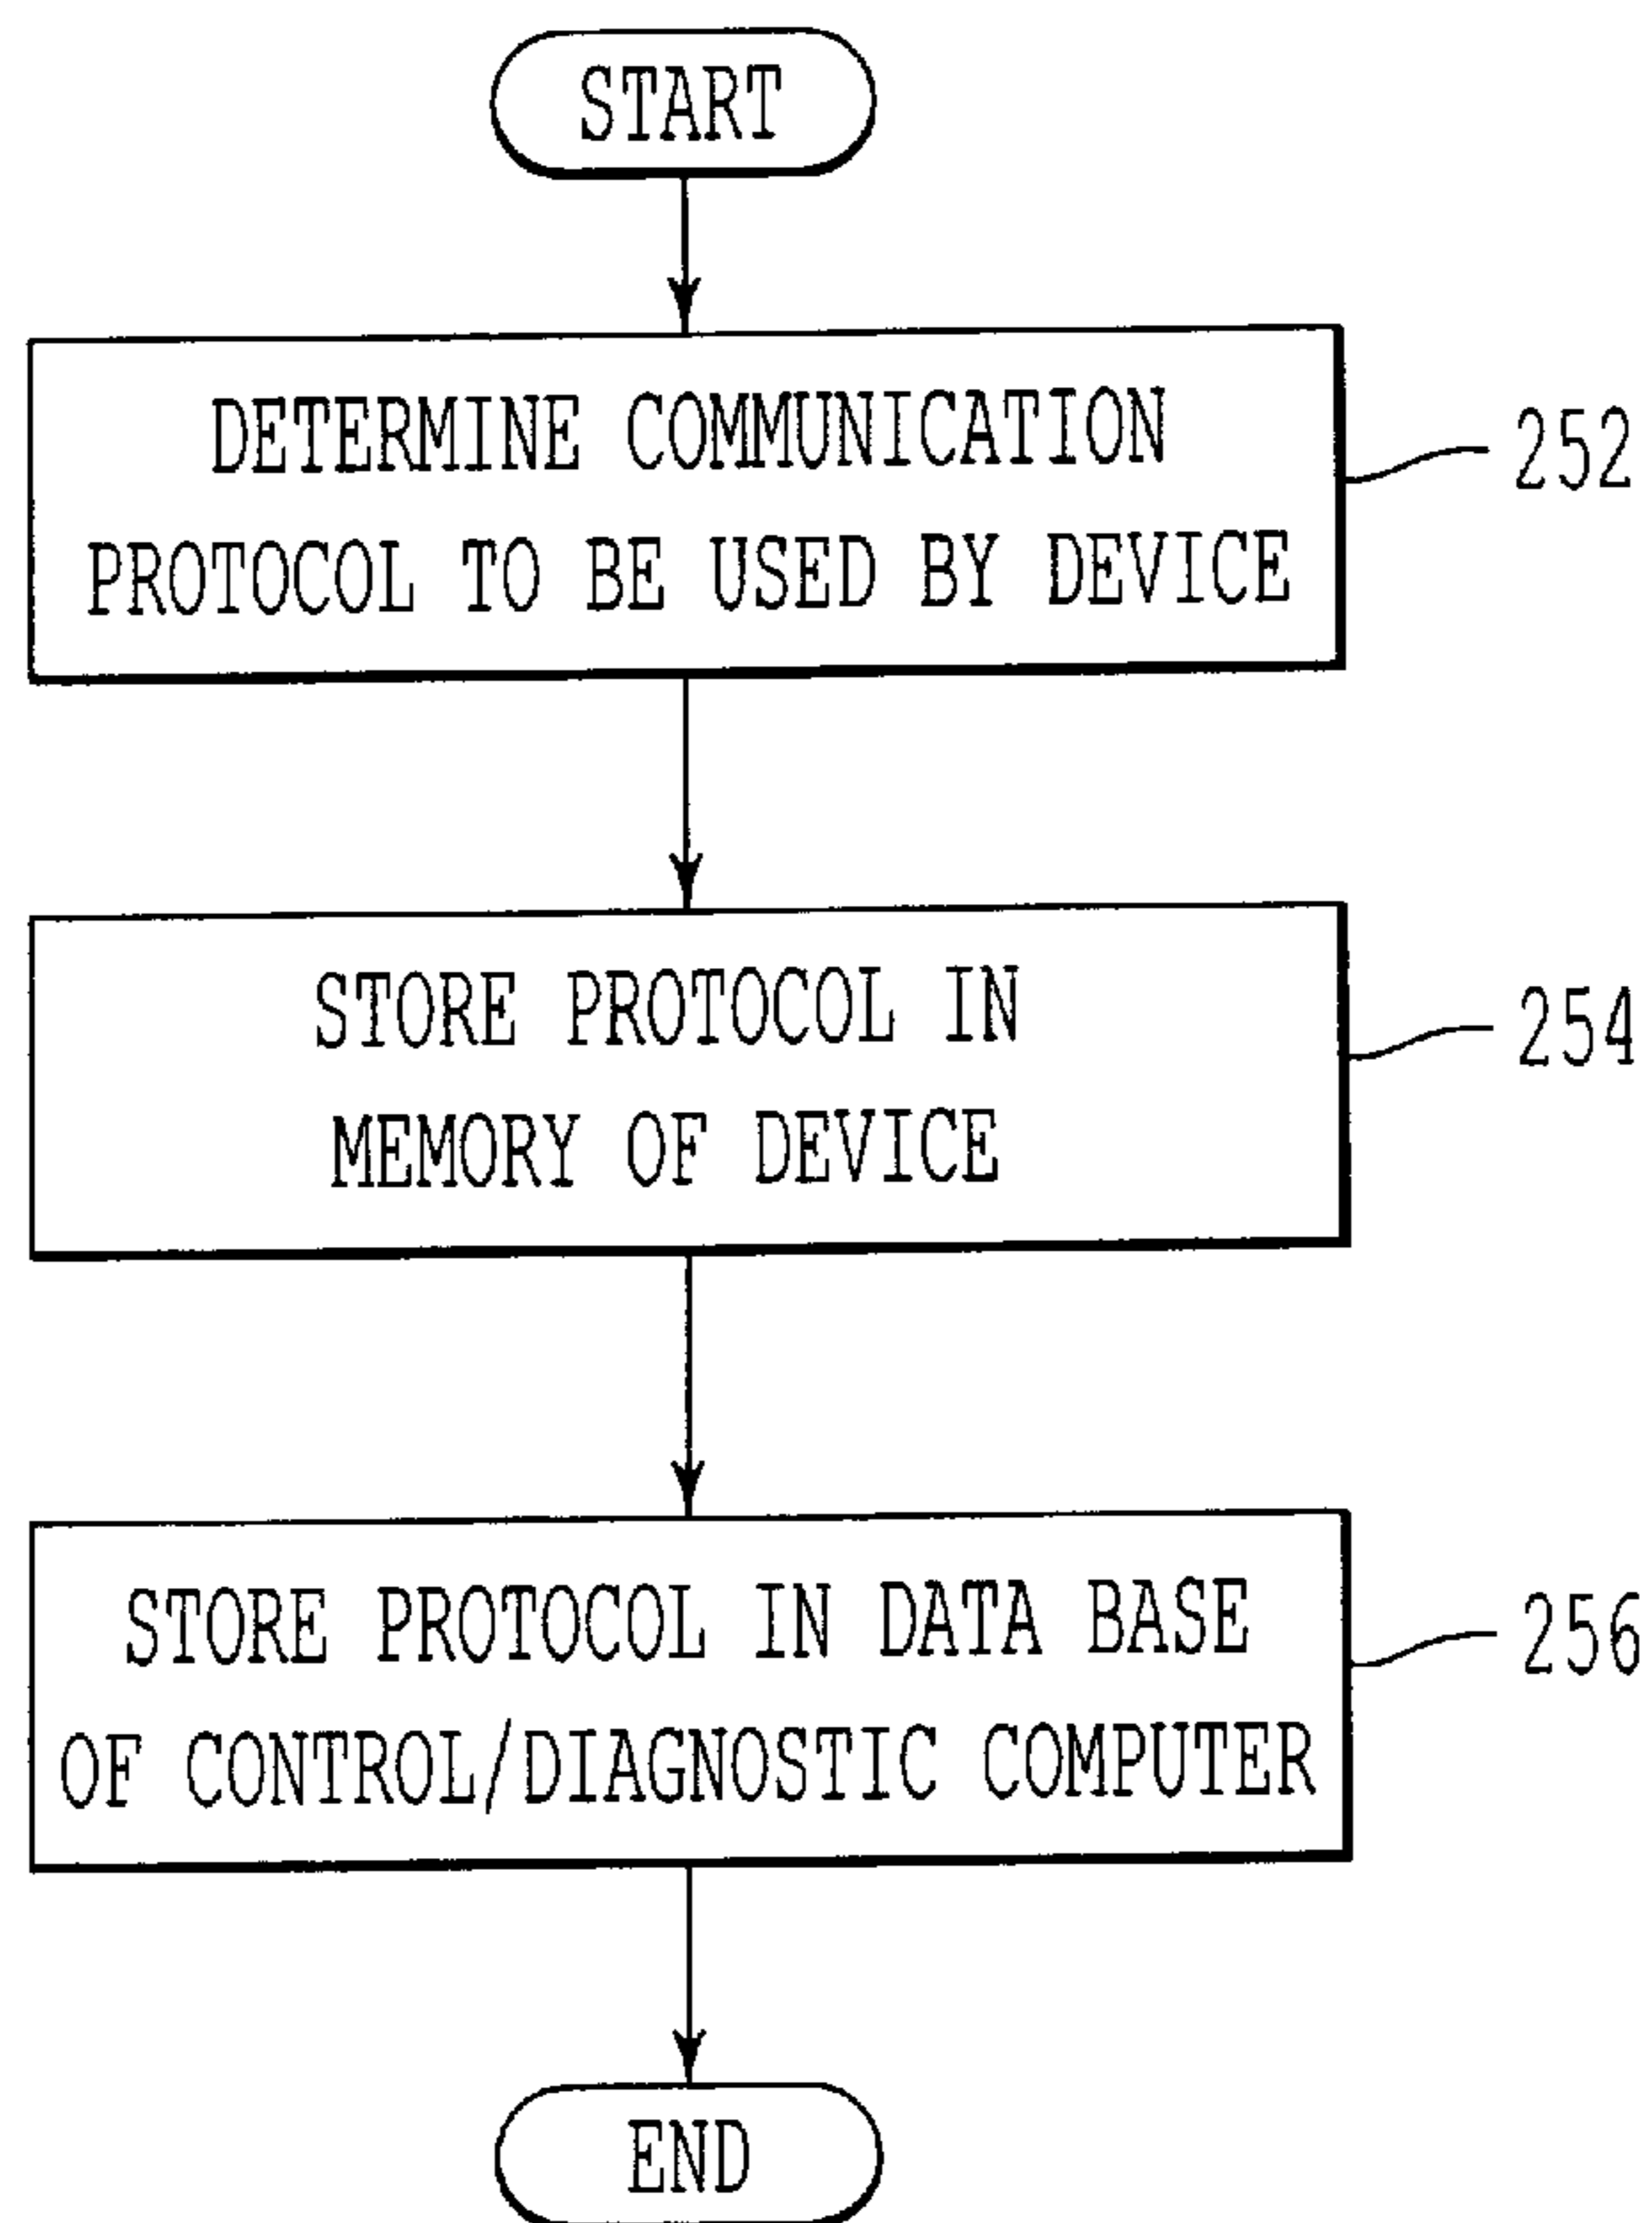 START
DETERMINE COMMUNICATION
PROTOCOL TO BE USED BY DEVICE
252
STORE PROTOCOL IN
MEMORY OF DEVICE
254
STORE PROTOCOL IN DATA BASE
OF CONTROL/DIAGNOSTIC COMPUTER
256
END